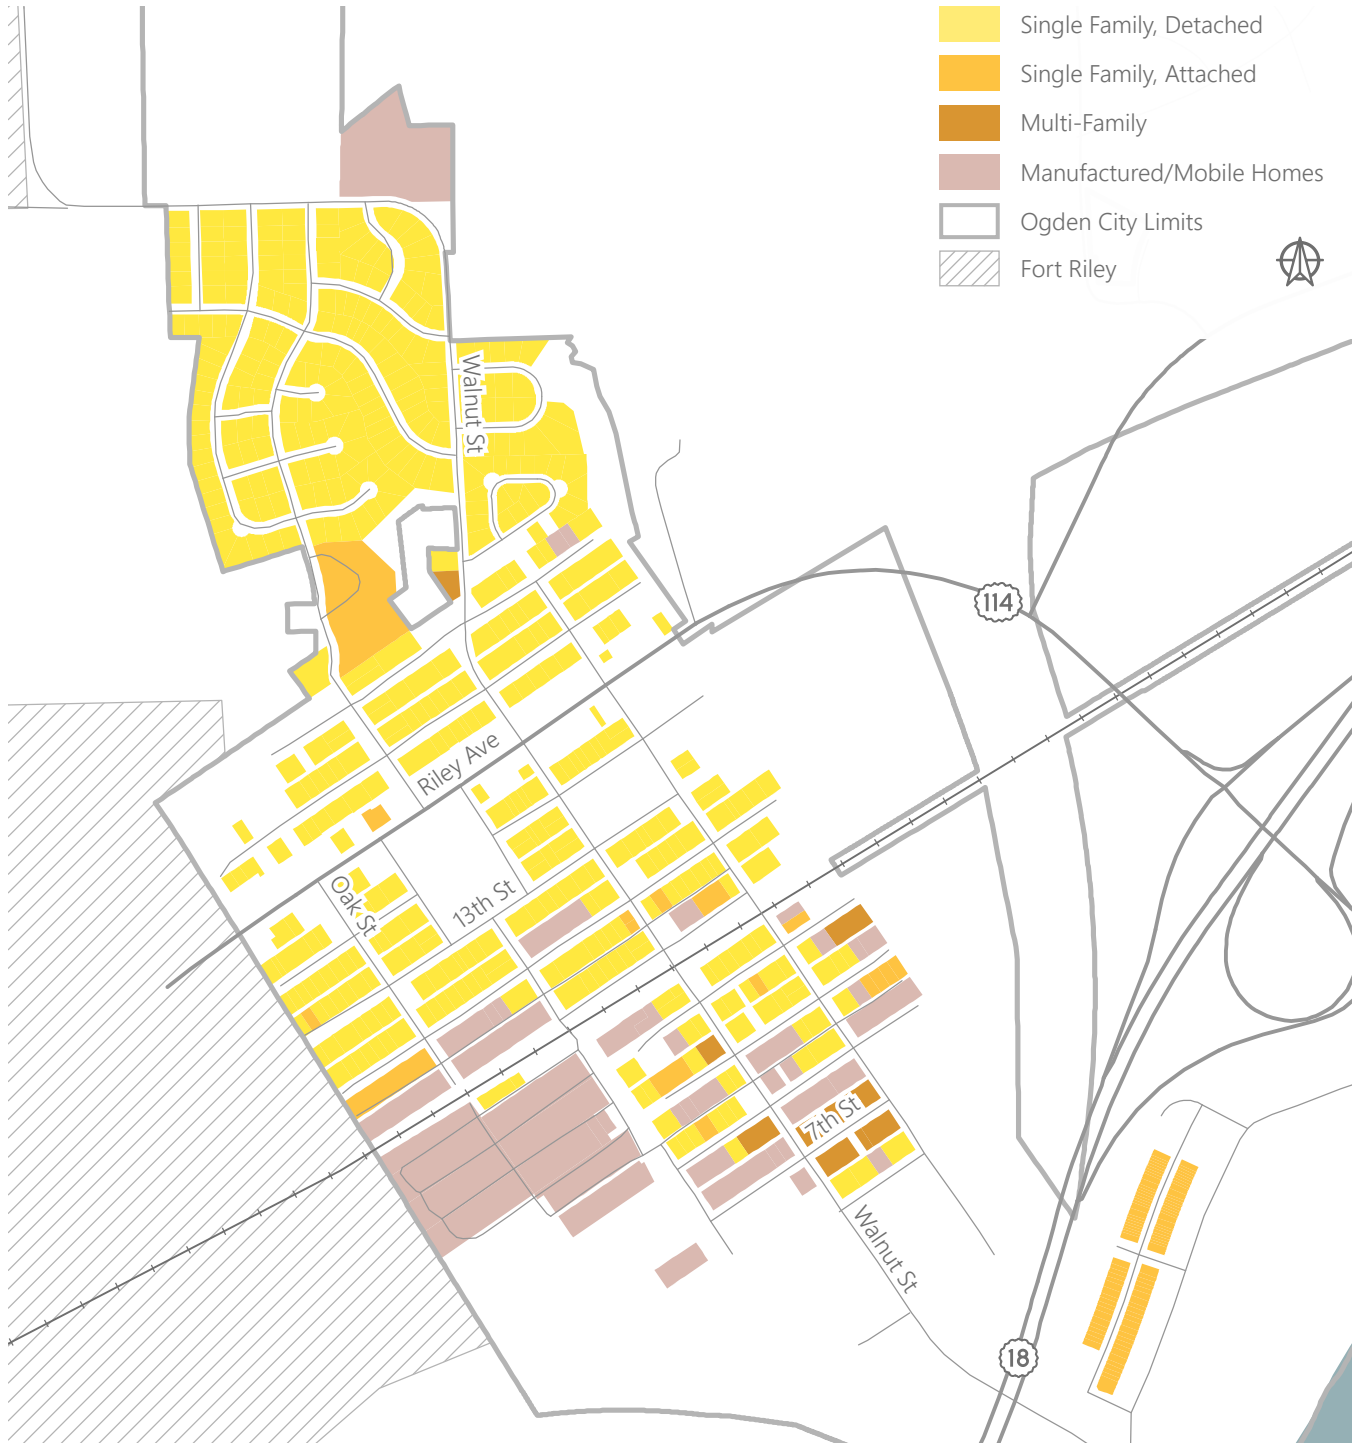 Single Family, Detached
Single Family, Attached
Multi-Family
Manufactured/Mobile Homes
Ogden City Limits
Fort Riley
Walnut St
114
Riley Ave
Oak St
13th St
7th St
Walnut St
18